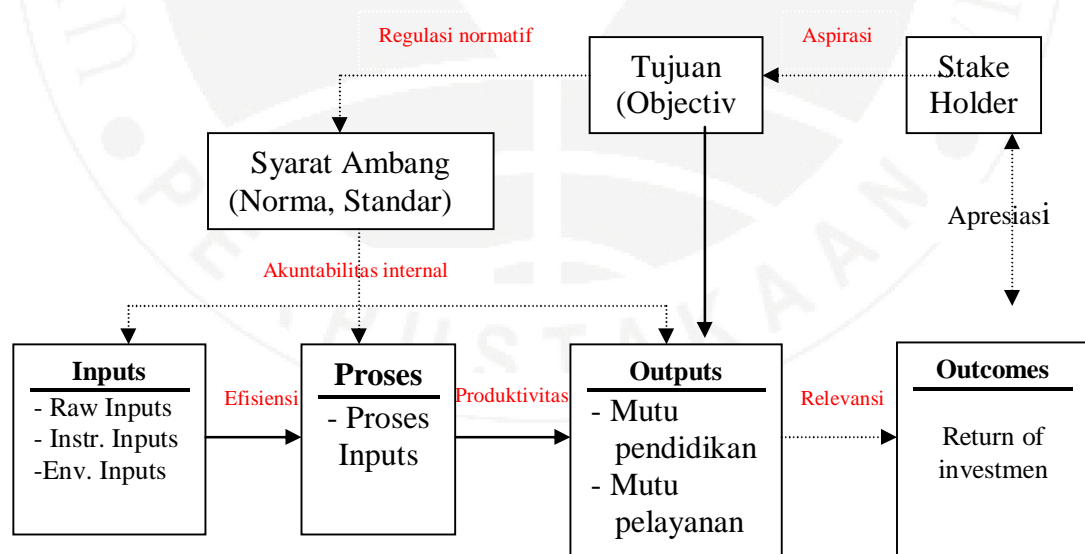 Regulasi normatif
Aspirasi
Tujuan
(Objectiv
Stake
Holder
Syarat Ambang
(Norma, Standar)
Apresiasi
Akuntabilitas internal
Inputs
- Raw Inputs
- Instr. Inputs
-Env. Inputs
Efisiensi
Proses
- Proses
Inputs
Produktivitas
Outputs
- Mutu
pendidikan
- Mutu
pelayanan
Relevansi
Outcomes
Return of
investmen
PERPUSTAKAAN